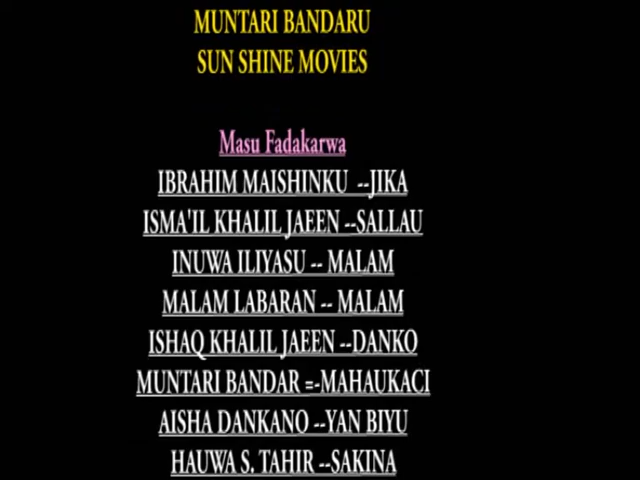 MUNTARI BANDARU
SUN SHINE MOVIES
Masu Fadakarwa
IBRAHIM MAISHINKU --JIKA
ISMA'IL KHALIL JAEEN --SALLAU
INUWA ILIYASU -- MALAM
MALAM LABARAN -- MALAM
ISHAQ KHALIL JAEEN --DANKO
MUNTARI BANDAR =-MAHAUKACI
AISHA DANKANO --YAN BIYU
HAUWA S. TAHIR --SAKINA